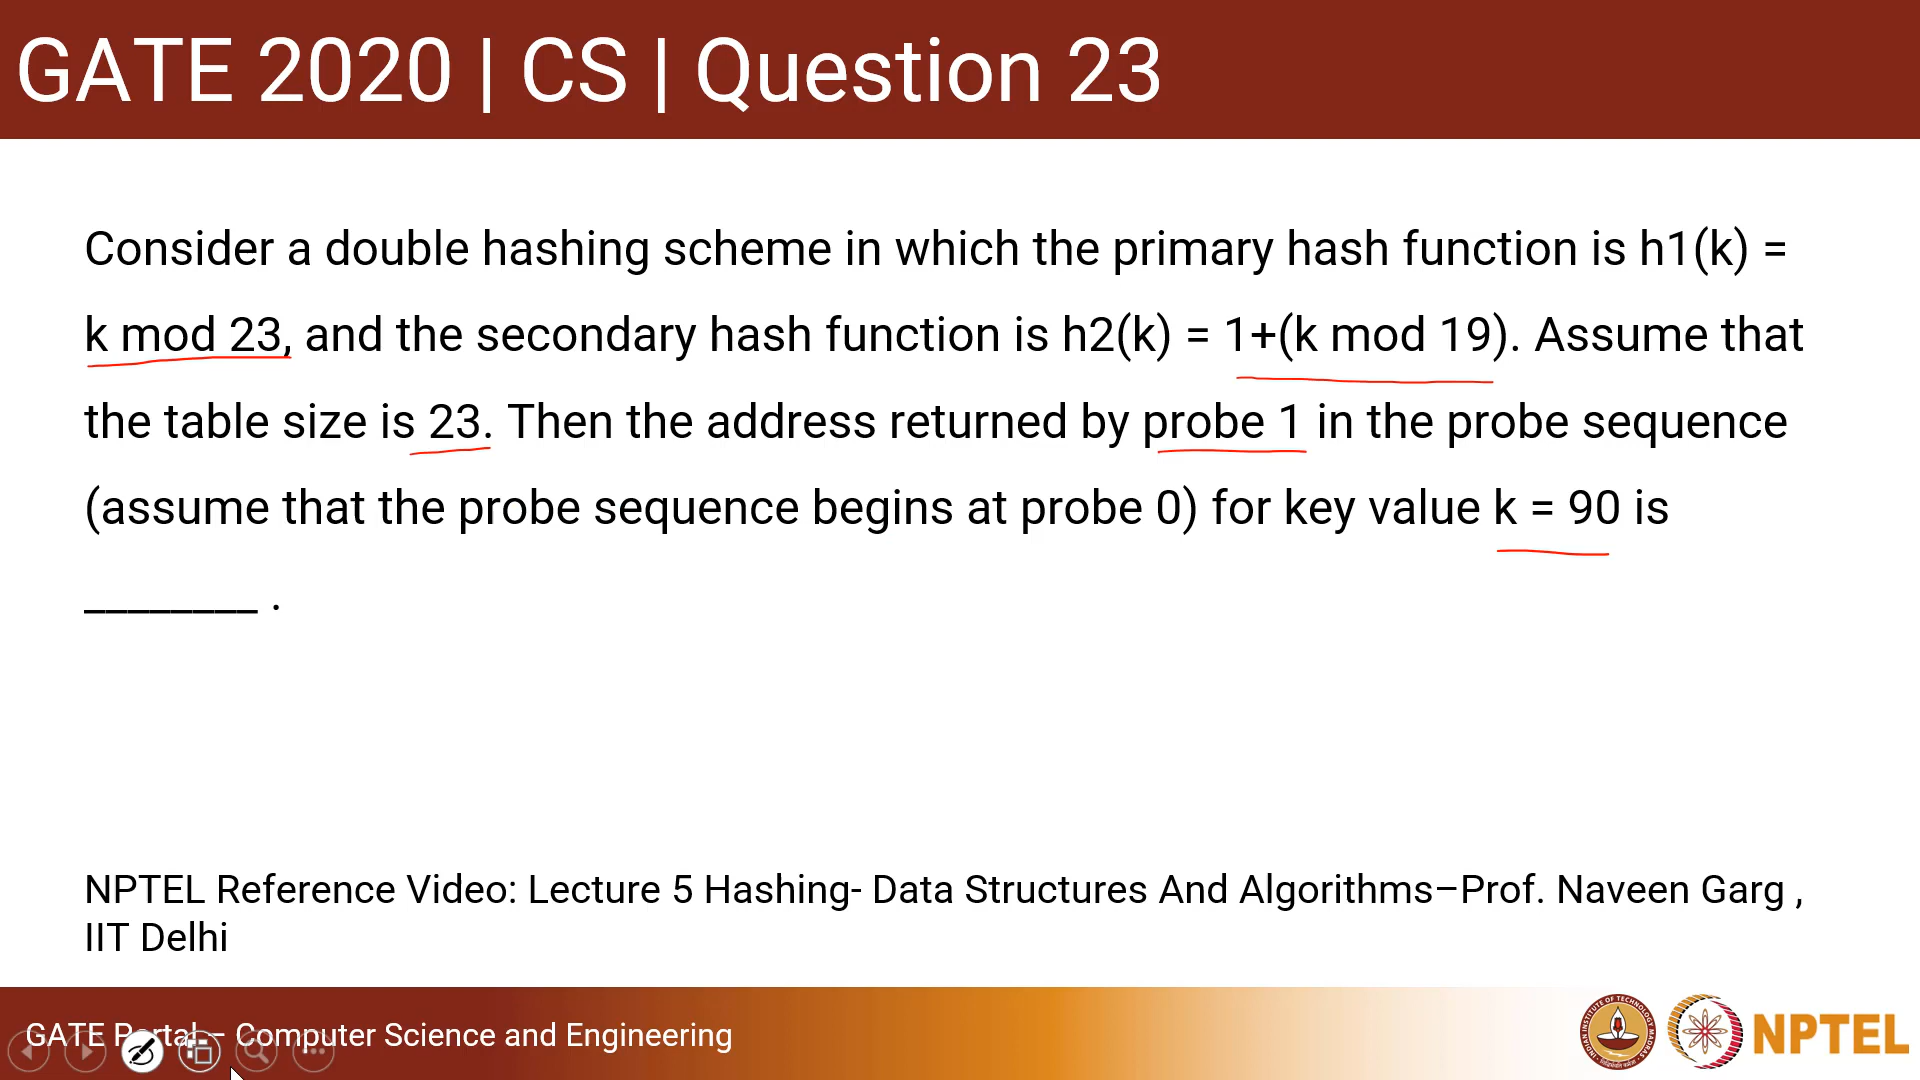 GATE 2020 | CS | Question 23
Consider a double hashing scheme in which the primary hash function is h1(k) =
k mod 23, and the secondary hash function is h2(k) = 1+(k mod 19). Assume that
the table size is 23. Then the address returned by probe 1 in the probe sequence
(assume that the probe sequence begins at probe 0) for key value k = 90 is
________ .
NPTEL Reference Video: Lecture 5 Hashing- Data Structures And Algorithms–Prof. Naveen Garg ,
IIT Delhi
GATE Portal – Computer Science and Engineering
NPTEL